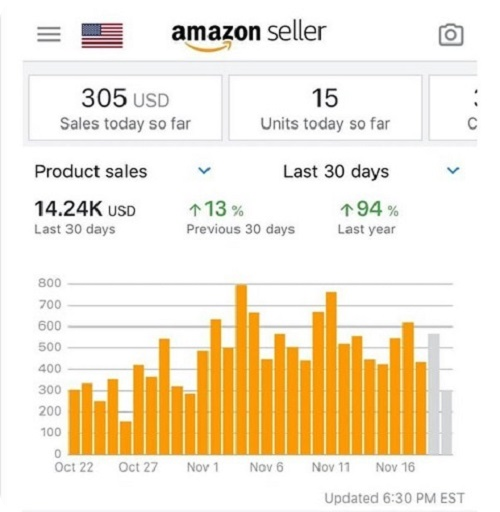 amazon seller
305 USD
Sales today so far
15
Units today so far
Product sales
Last 30 days
14.24K USD
Last 30 days
↑13 %
Previous 30 days
↑94 %
Last year
800
700
600
500
400
300
200
100
0
Oct 22 Oct 27 Nov 1 Nov 6 Nov 11 Nov 16
Updated 6:30 PM EST